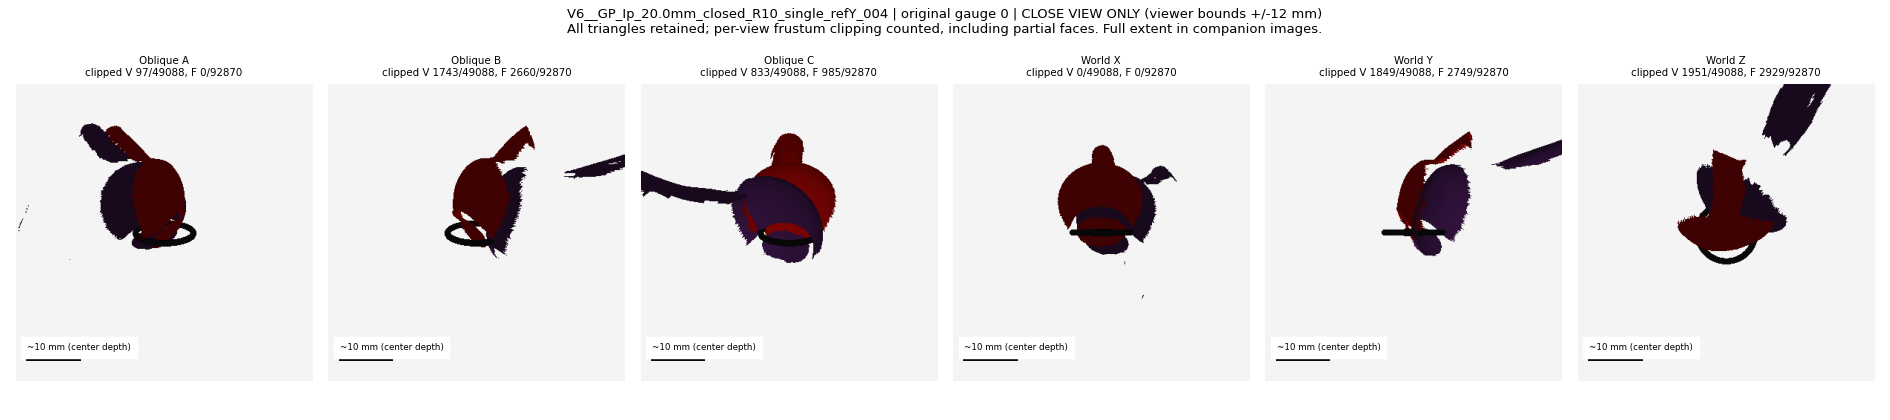 V6__GP_Ip_20.0mm_closed_R10_single_refY_004 | original gauge 0 | CLOSE VIEW ONLY (viewer bounds +/-12 mm)
All triangles retained; per-view frustum clipping counted, including partial faces. Full extent in companion images.
Oblique A
clipped V 97/49088, F 0/92870
Oblique B
clipped V 1743/49088, F 2660/92870
Oblique C
clipped V 833/49088, F 985/92870
World X
clipped V 0/49088, F 0/92870
World Y
clipped V 1849/49088, F 2749/92870
World Z
clipped V 1951/49088, F 2929/92870
~10 mm (center depth)
~10 mm (center depth)
~10 mm (center depth)
~10 mm (center depth)
~10 mm (center depth)
~10 mm (center depth)